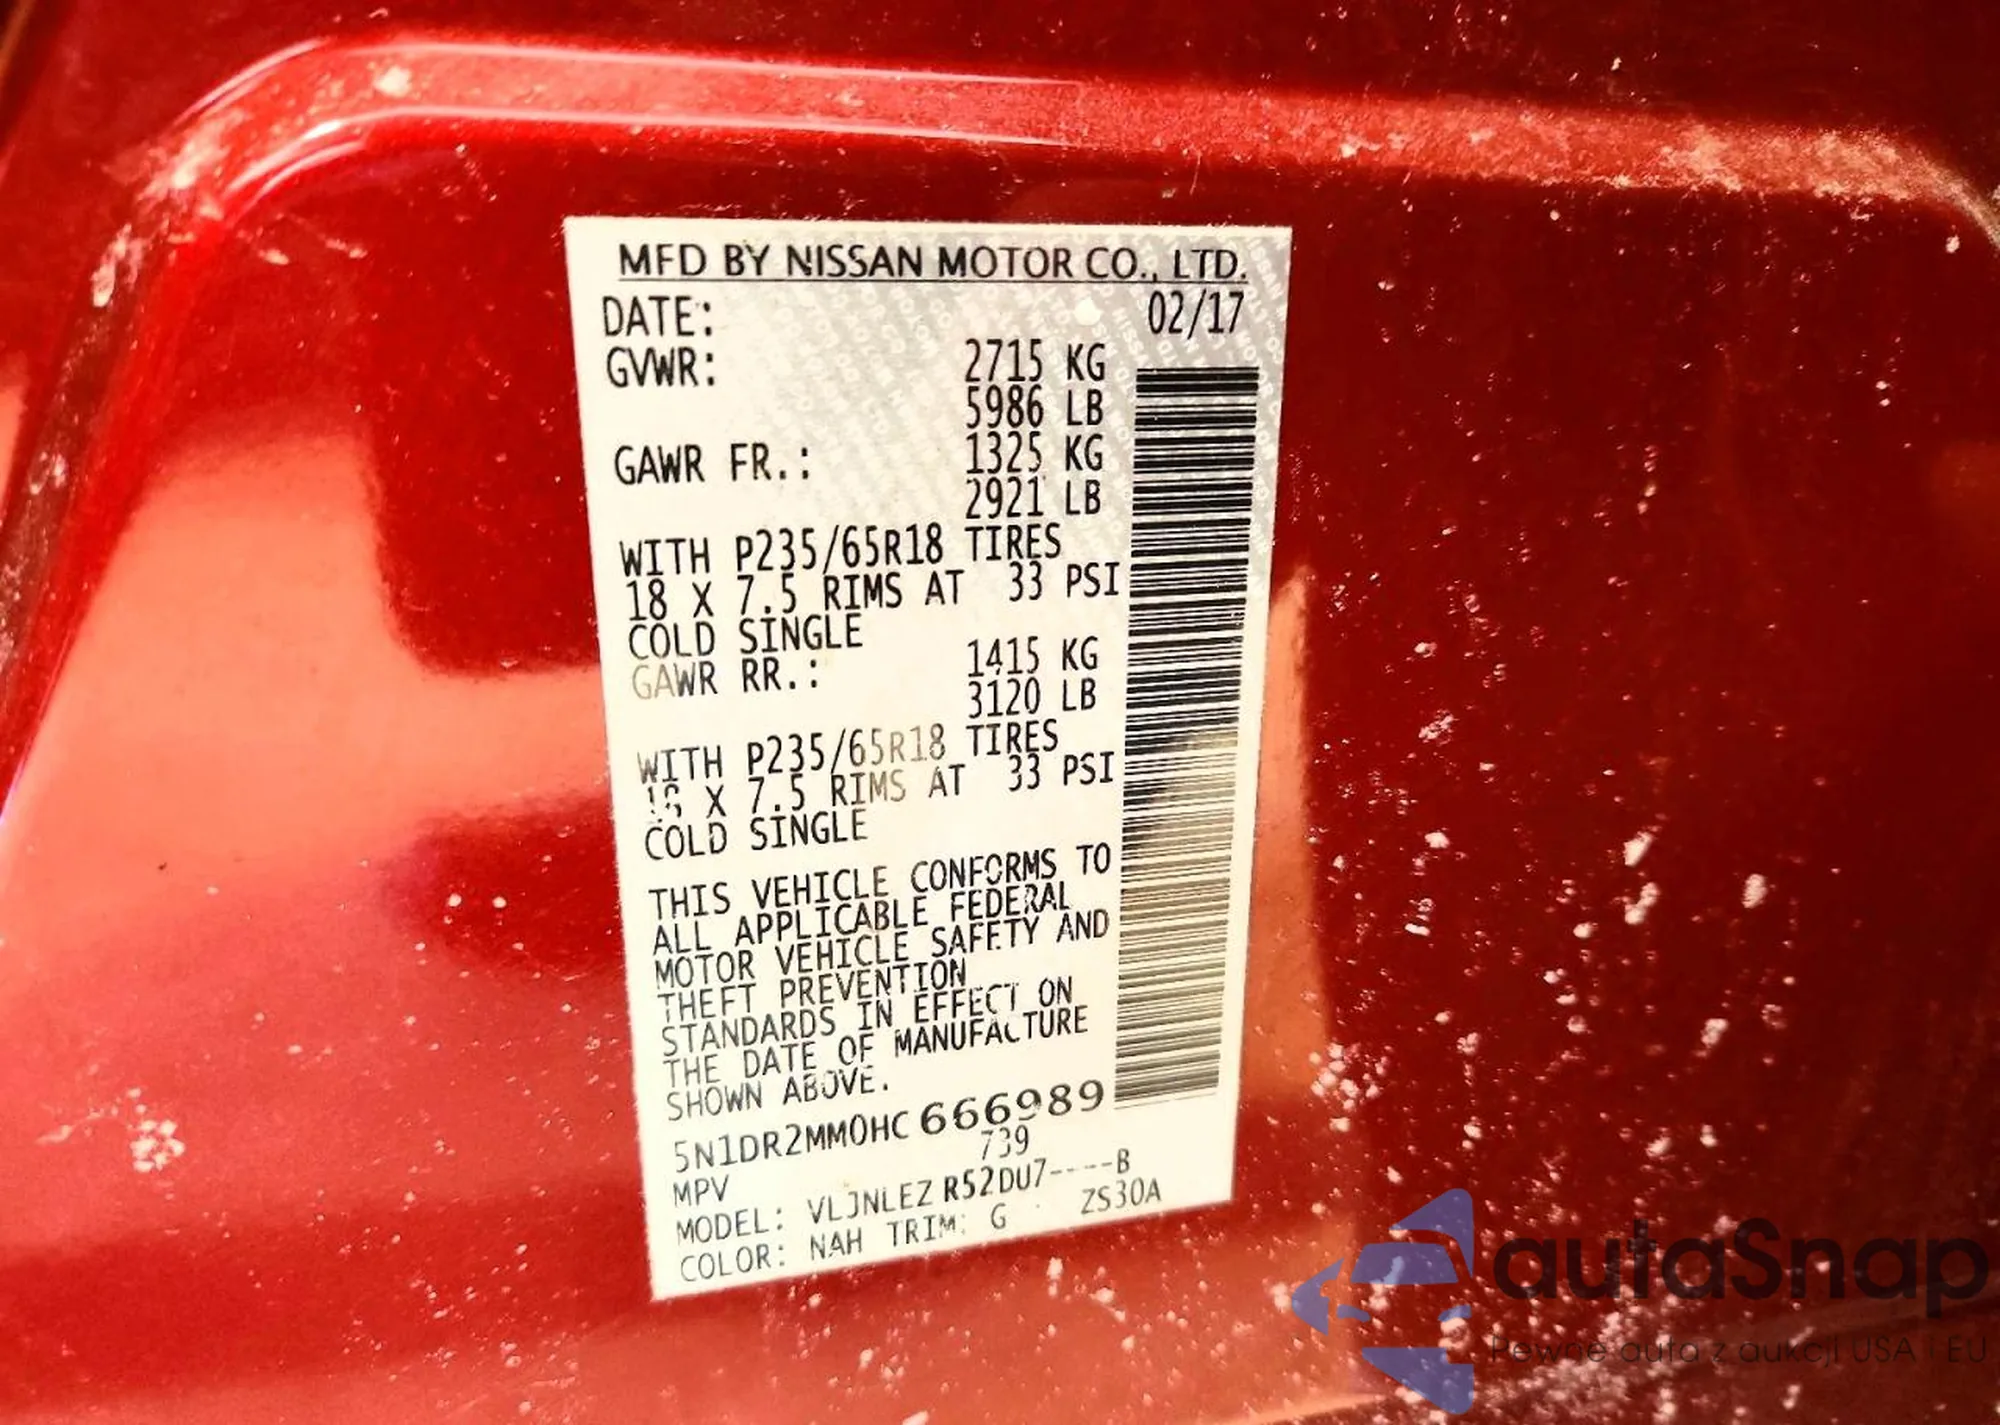 MFD BY NISSAN MOTOR CO., LTD.
DATE: 02/17
GVWR: 2715 KG
5986 LB
GAWR FR.: 1325 KG
2921 LB
WITH P235/65R18 TIRES
18 X 7.5 RIMS AT 33 PSI
COLD SINGLE
GAWR RR.: 1415 KG
3120 LB
WITH P235/65R18 TIRES
18 X 7.5 RIMS AT 33 PSI
COLD SINGLE
THIS VEHICLE CONFORMS TO
ALL APPLICABLE FEDERAL
MOTOR VEHICLE SAFETY AND
THEFT PREVENTION
STANDARDS IN EFFECT ON
THE DATE OF MANUFACTURE
SHOWN ABOVE.
5N1DR2MM0HC666989
MPV 739
MODEL: VLJNLEZ R52DU7----B
COLOR: NAH TRIM: G ZS30A
autaSnap
Pewne auta z aukcji USA i EU